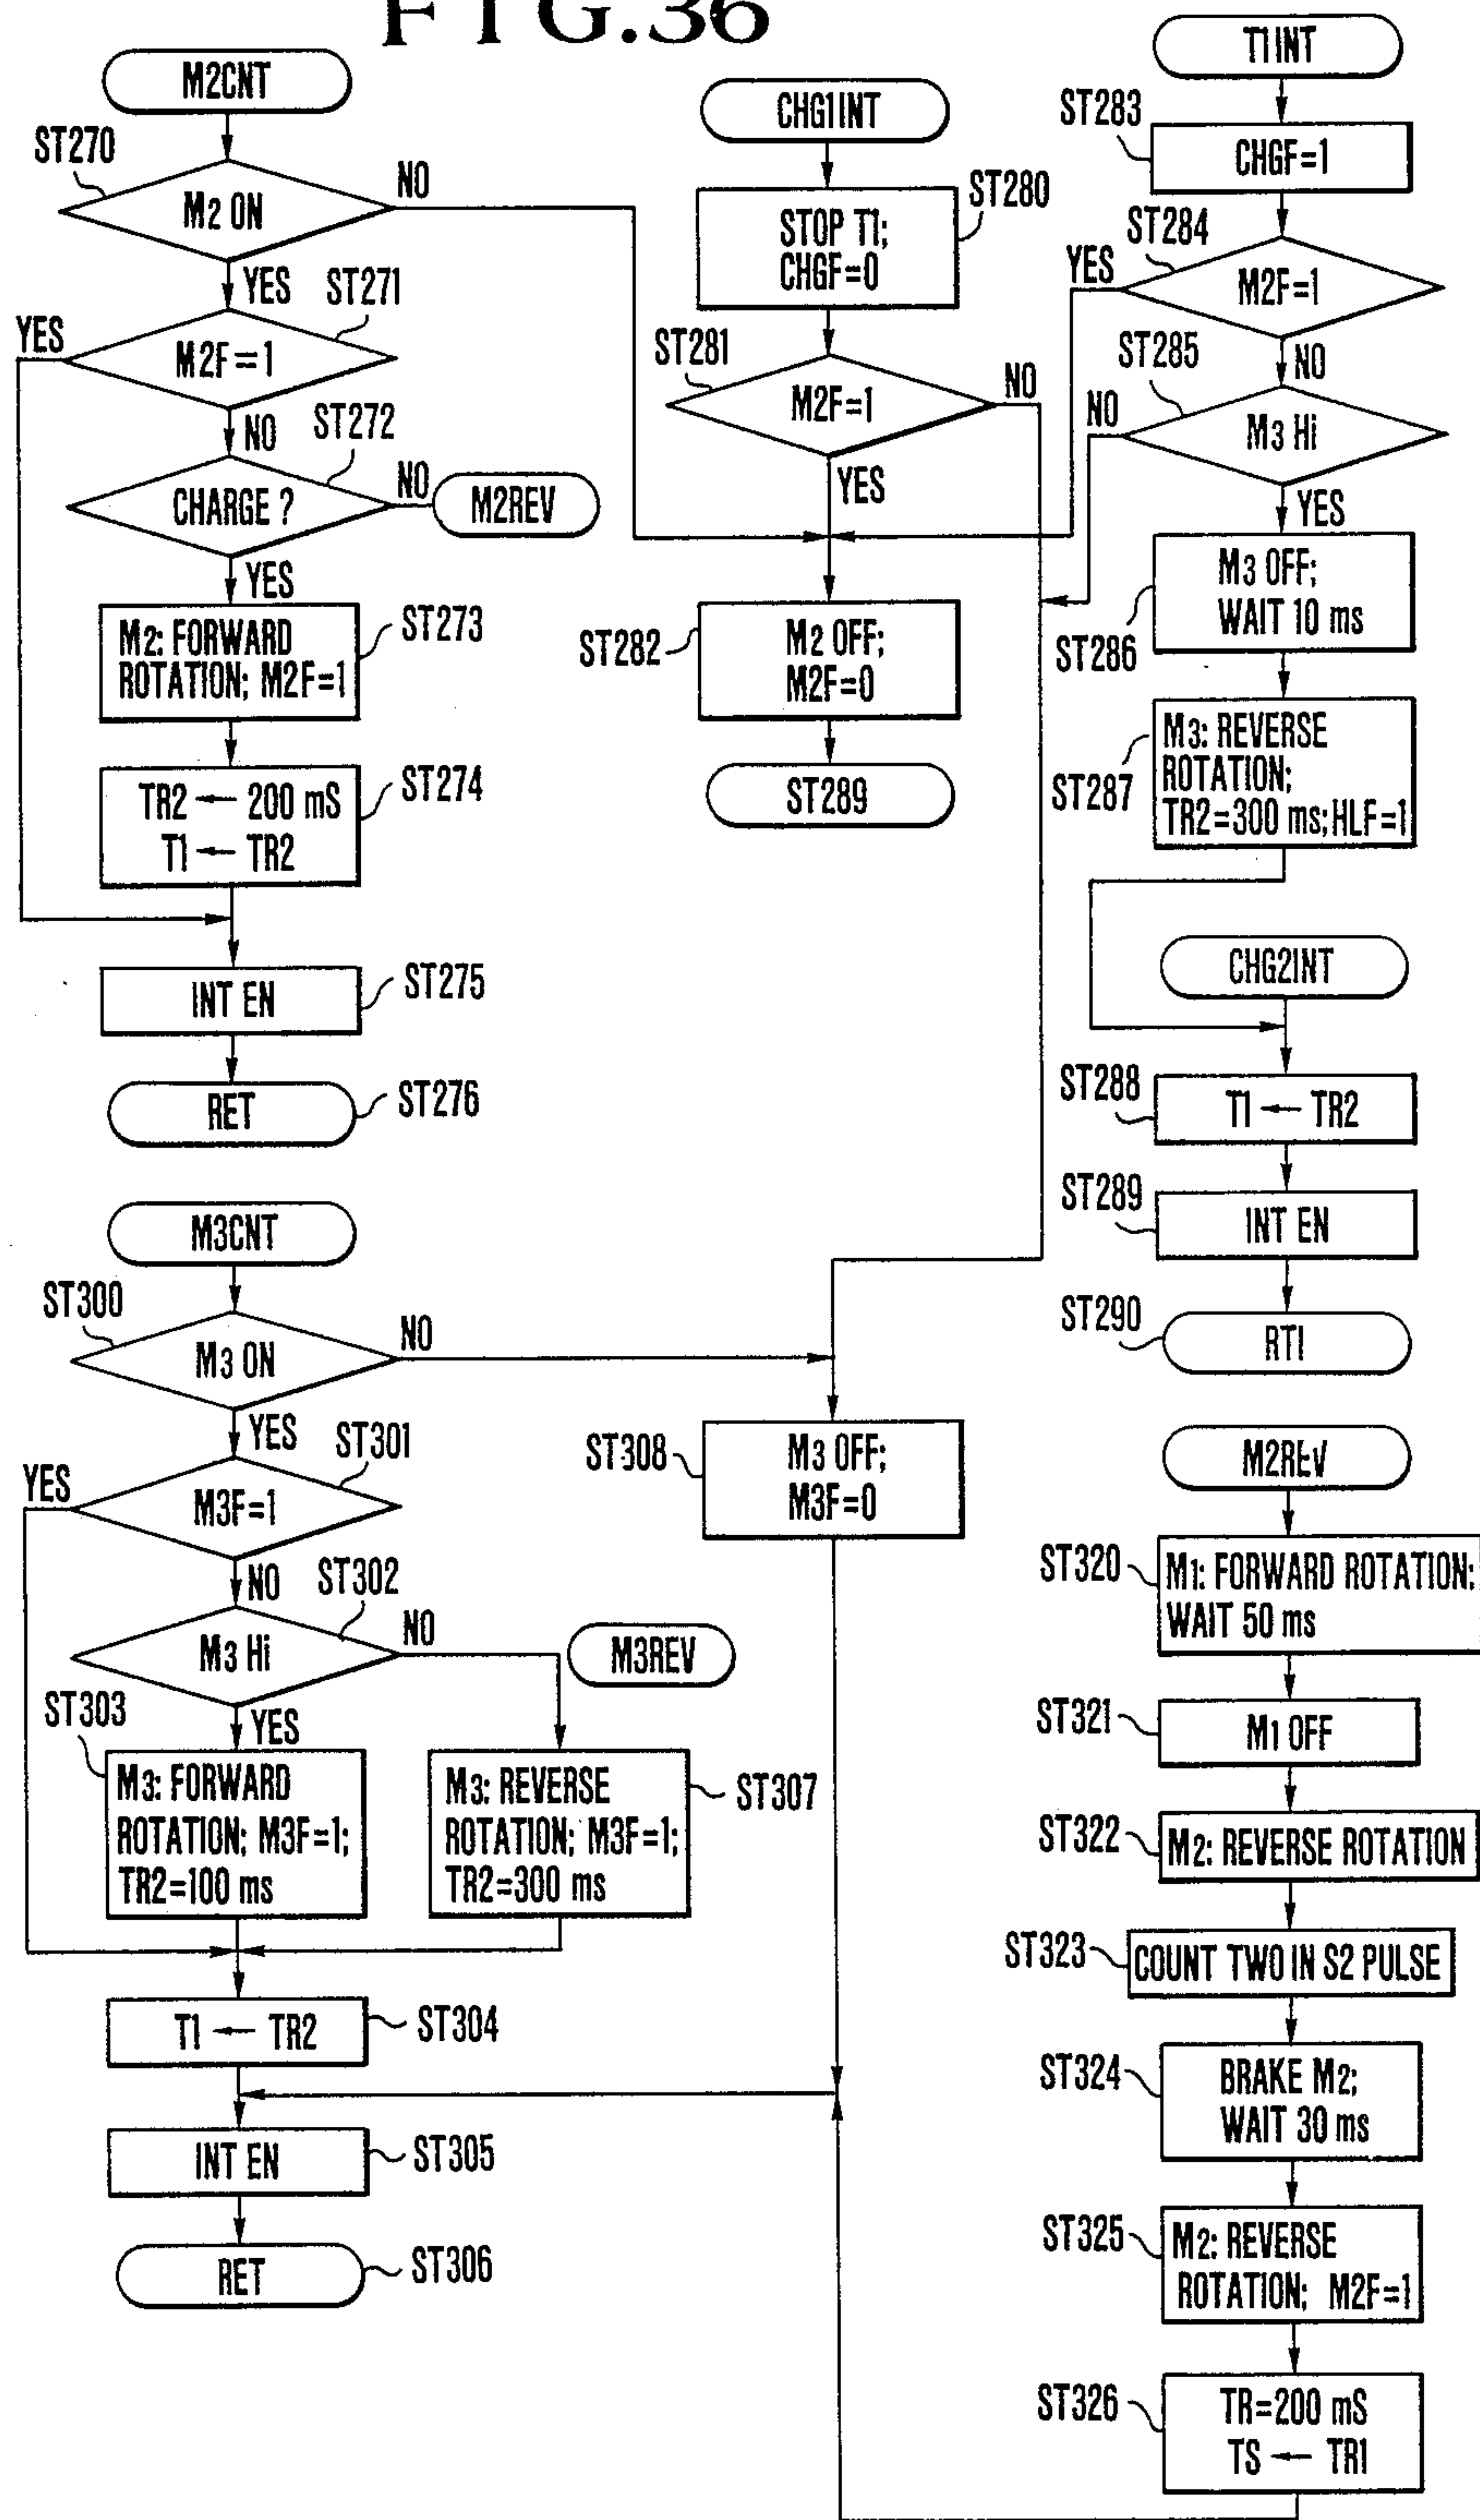 FIG.36
M2CNT
ST270
M2 ON
NO
YES
ST271
YES
M2F=1
NO
ST272
CHARGE ?
NO
M2REV
YES
M2: FORWARD
ROTATION; M2F=1
ST273
TR2 ← 200 mS
T1 ← TR2
ST274
INT EN
ST275
RET
ST276
CHG1INT
STOP T1;
CHGF=0
ST280
ST281
M2F=1
NO
YES
ST282
M2 OFF;
M2F=0
ST289
T1INT
ST283
CHGF=1
ST284
YES
M2F=1
NO
ST285
NO
M3 Hi
YES
M3 OFF;
WAIT 10 ms
ST286
M3: REVERSE
ROTATION;
TR2=300 ms; HLF=1
ST287
CHG2INT
ST288
T1 ← TR2
ST289
INT EN
ST290
RTI
M3CNT
ST300
M3 ON
NO
YES
ST301
YES
M3F=1
NO
ST302
M3 Hi
NO
M3REV
YES
ST303
M3: FORWARD
ROTATION; M3F=1;
TR2=100 ms
M3: REVERSE
ROTATION; M3F=1;
TR2=300 ms
ST307
T1 ← TR2
ST304
INT EN
ST305
RET
ST306
ST308
M3 OFF;
M3F=0
M2REV
ST320
M1: FORWARD ROTATION;
WAIT 50 ms
ST321
M1 OFF
ST322
M2: REVERSE ROTATION
ST323
COUNT TWO IN S2 PULSE
ST324
BRAKE M2;
WAIT 30 ms
ST325
M2: REVERSE
ROTATION; M2F=1
ST326
TR=200 mS
TS ← TR1